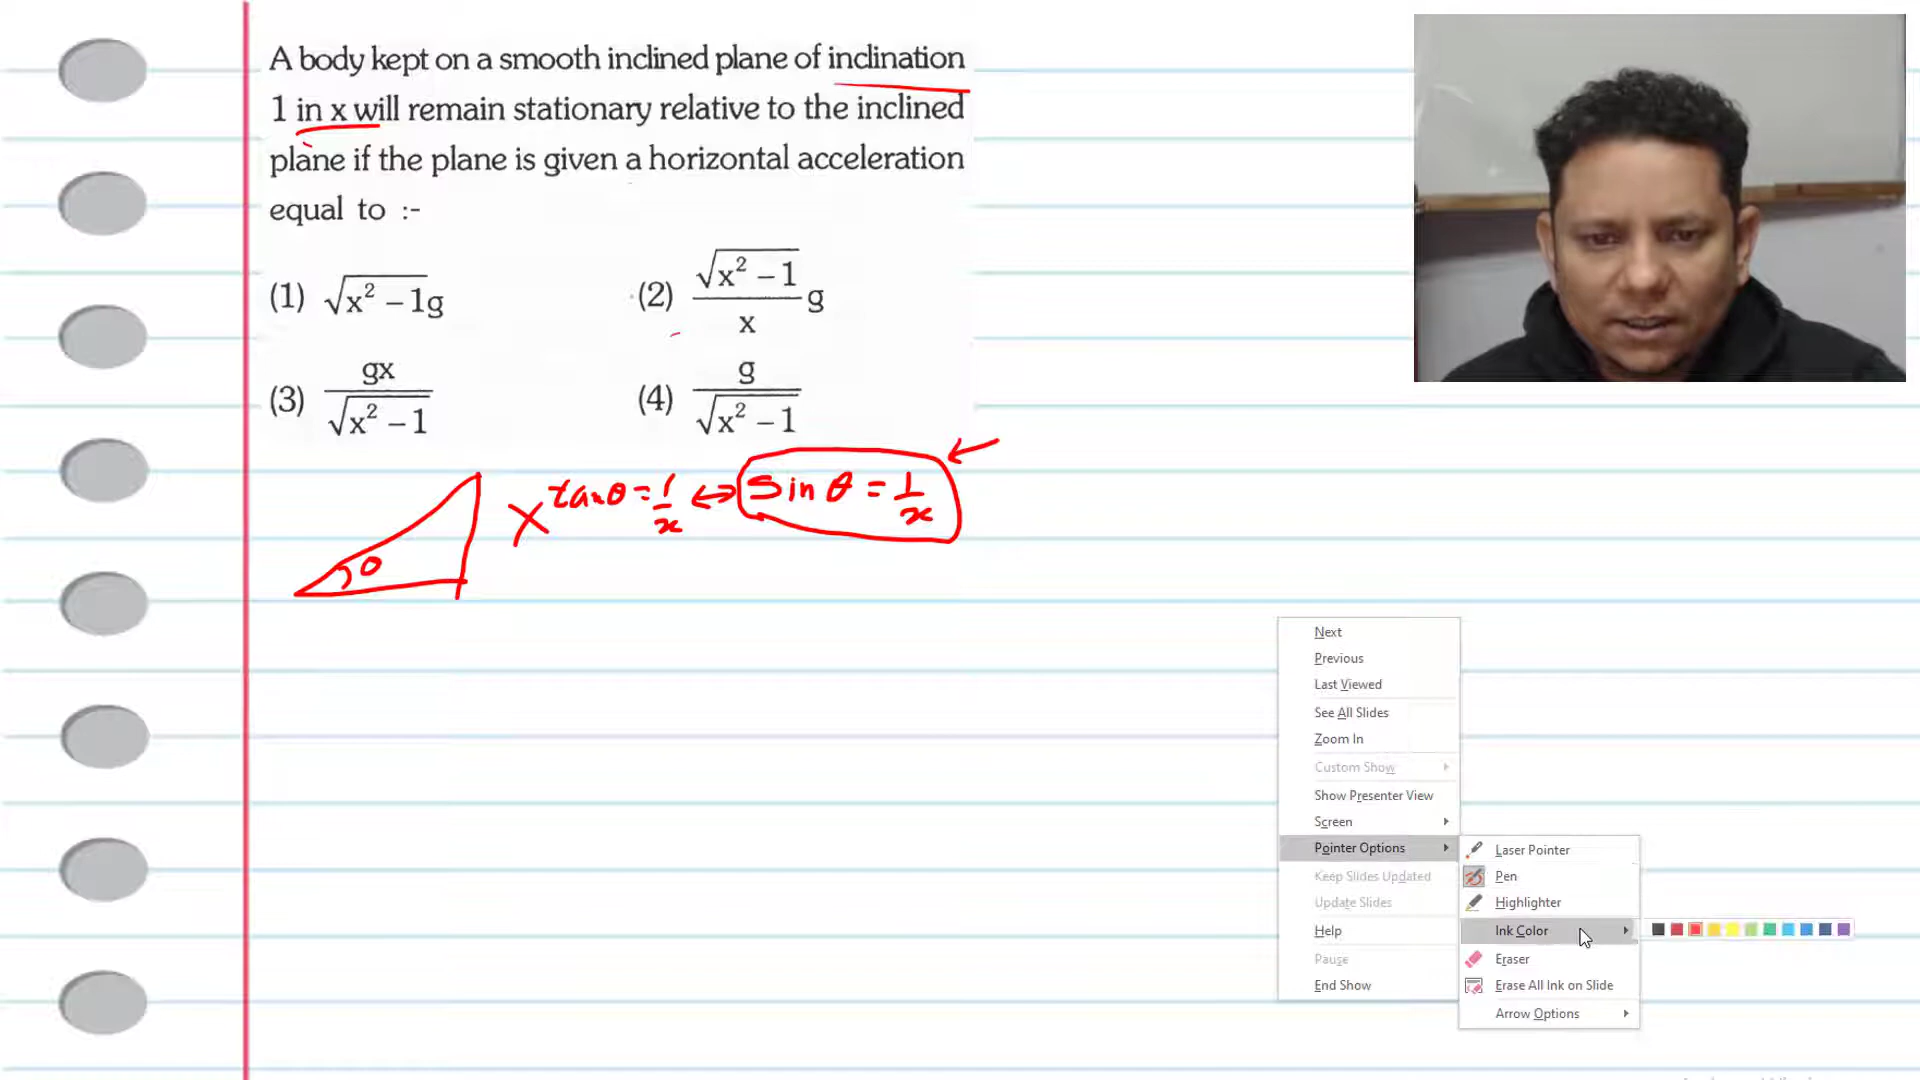 A body kept on a smooth inclined plane of inclination
1 in x will remain stationary relative to the inclined
plane if the plane is given a horizontal acceleration
equal to :-
(1) √x² − 1g
(2) √x² − 1 / x g
(3) gx / √x² − 1
(4) g / √x² − 1
θ
× tanθ = 1/x ↔ sinθ = 1/x
Next
Previous
Last Viewed
See All Slides
Zoom In
Custom Show
Show Presenter View
Screen
Pointer Options
Keep Slides Updated
Update Slides
Help
Pause
End Show
Laser Pointer
Pen
Highlighter
Ink Color
Eraser
Erase All Ink on Slide
Arrow Options